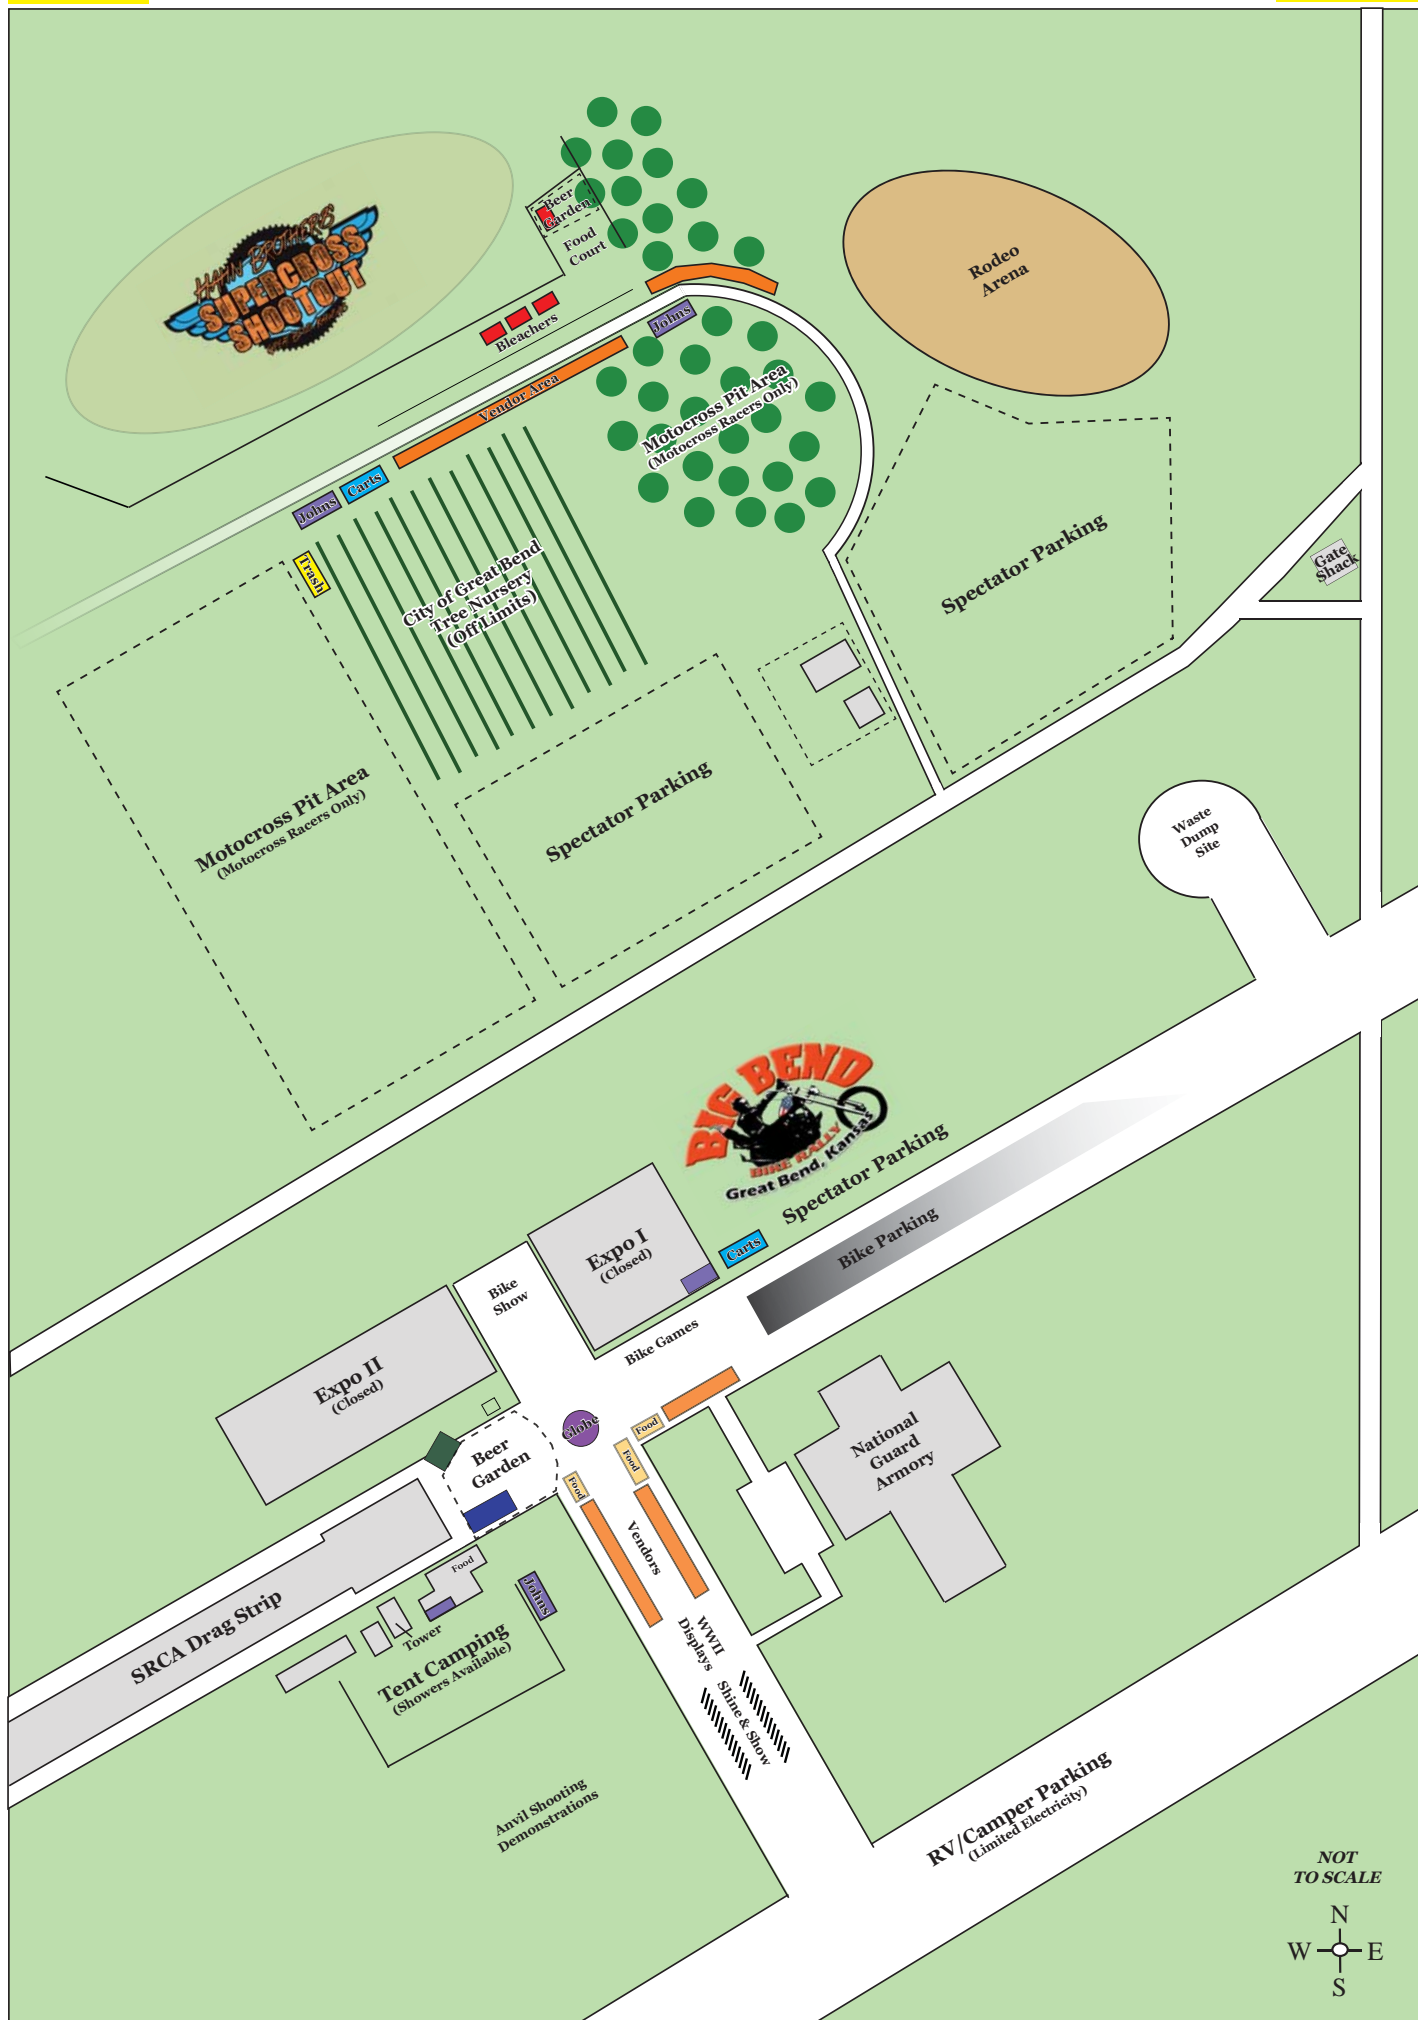 HAHN BROTHERS
SUPERCROSS
SHOOTOUT
Beer
Garden
Food
Court
Rodeo
Arena
Bleachers
Johns
Vendor Area
Motocross Pit Area
(Motocross Racers Only)
Carts
Johns
Trash
City of Great Bend
Tree Nursery
(Off Limits)
Spectator Parking
Gate
Shack
Motocross Pit Area
(Motocross Racers Only)
Spectator Parking
Waste
Dump
Site
BIG BEND
BIKE RALLY
Great Bend, Kansas
Spectator Parking
Carts
Expo I
(Closed)
Bike Parking
Bike
Show
Bike Games
Expo II
(Closed)
Globe
Food
Food
Food
Beer
Garden
National
Guard
Armory
Vendors
Food
Johns
SRCA Drag Strip
Tower
Tent Camping
(Showers Available)
WWII
Displays
Shine & Show
Anvil Shooting
Demonstrations
RV/Camper Parking
(Limited Electricity)
NOT
TO SCALE
N
W E
S